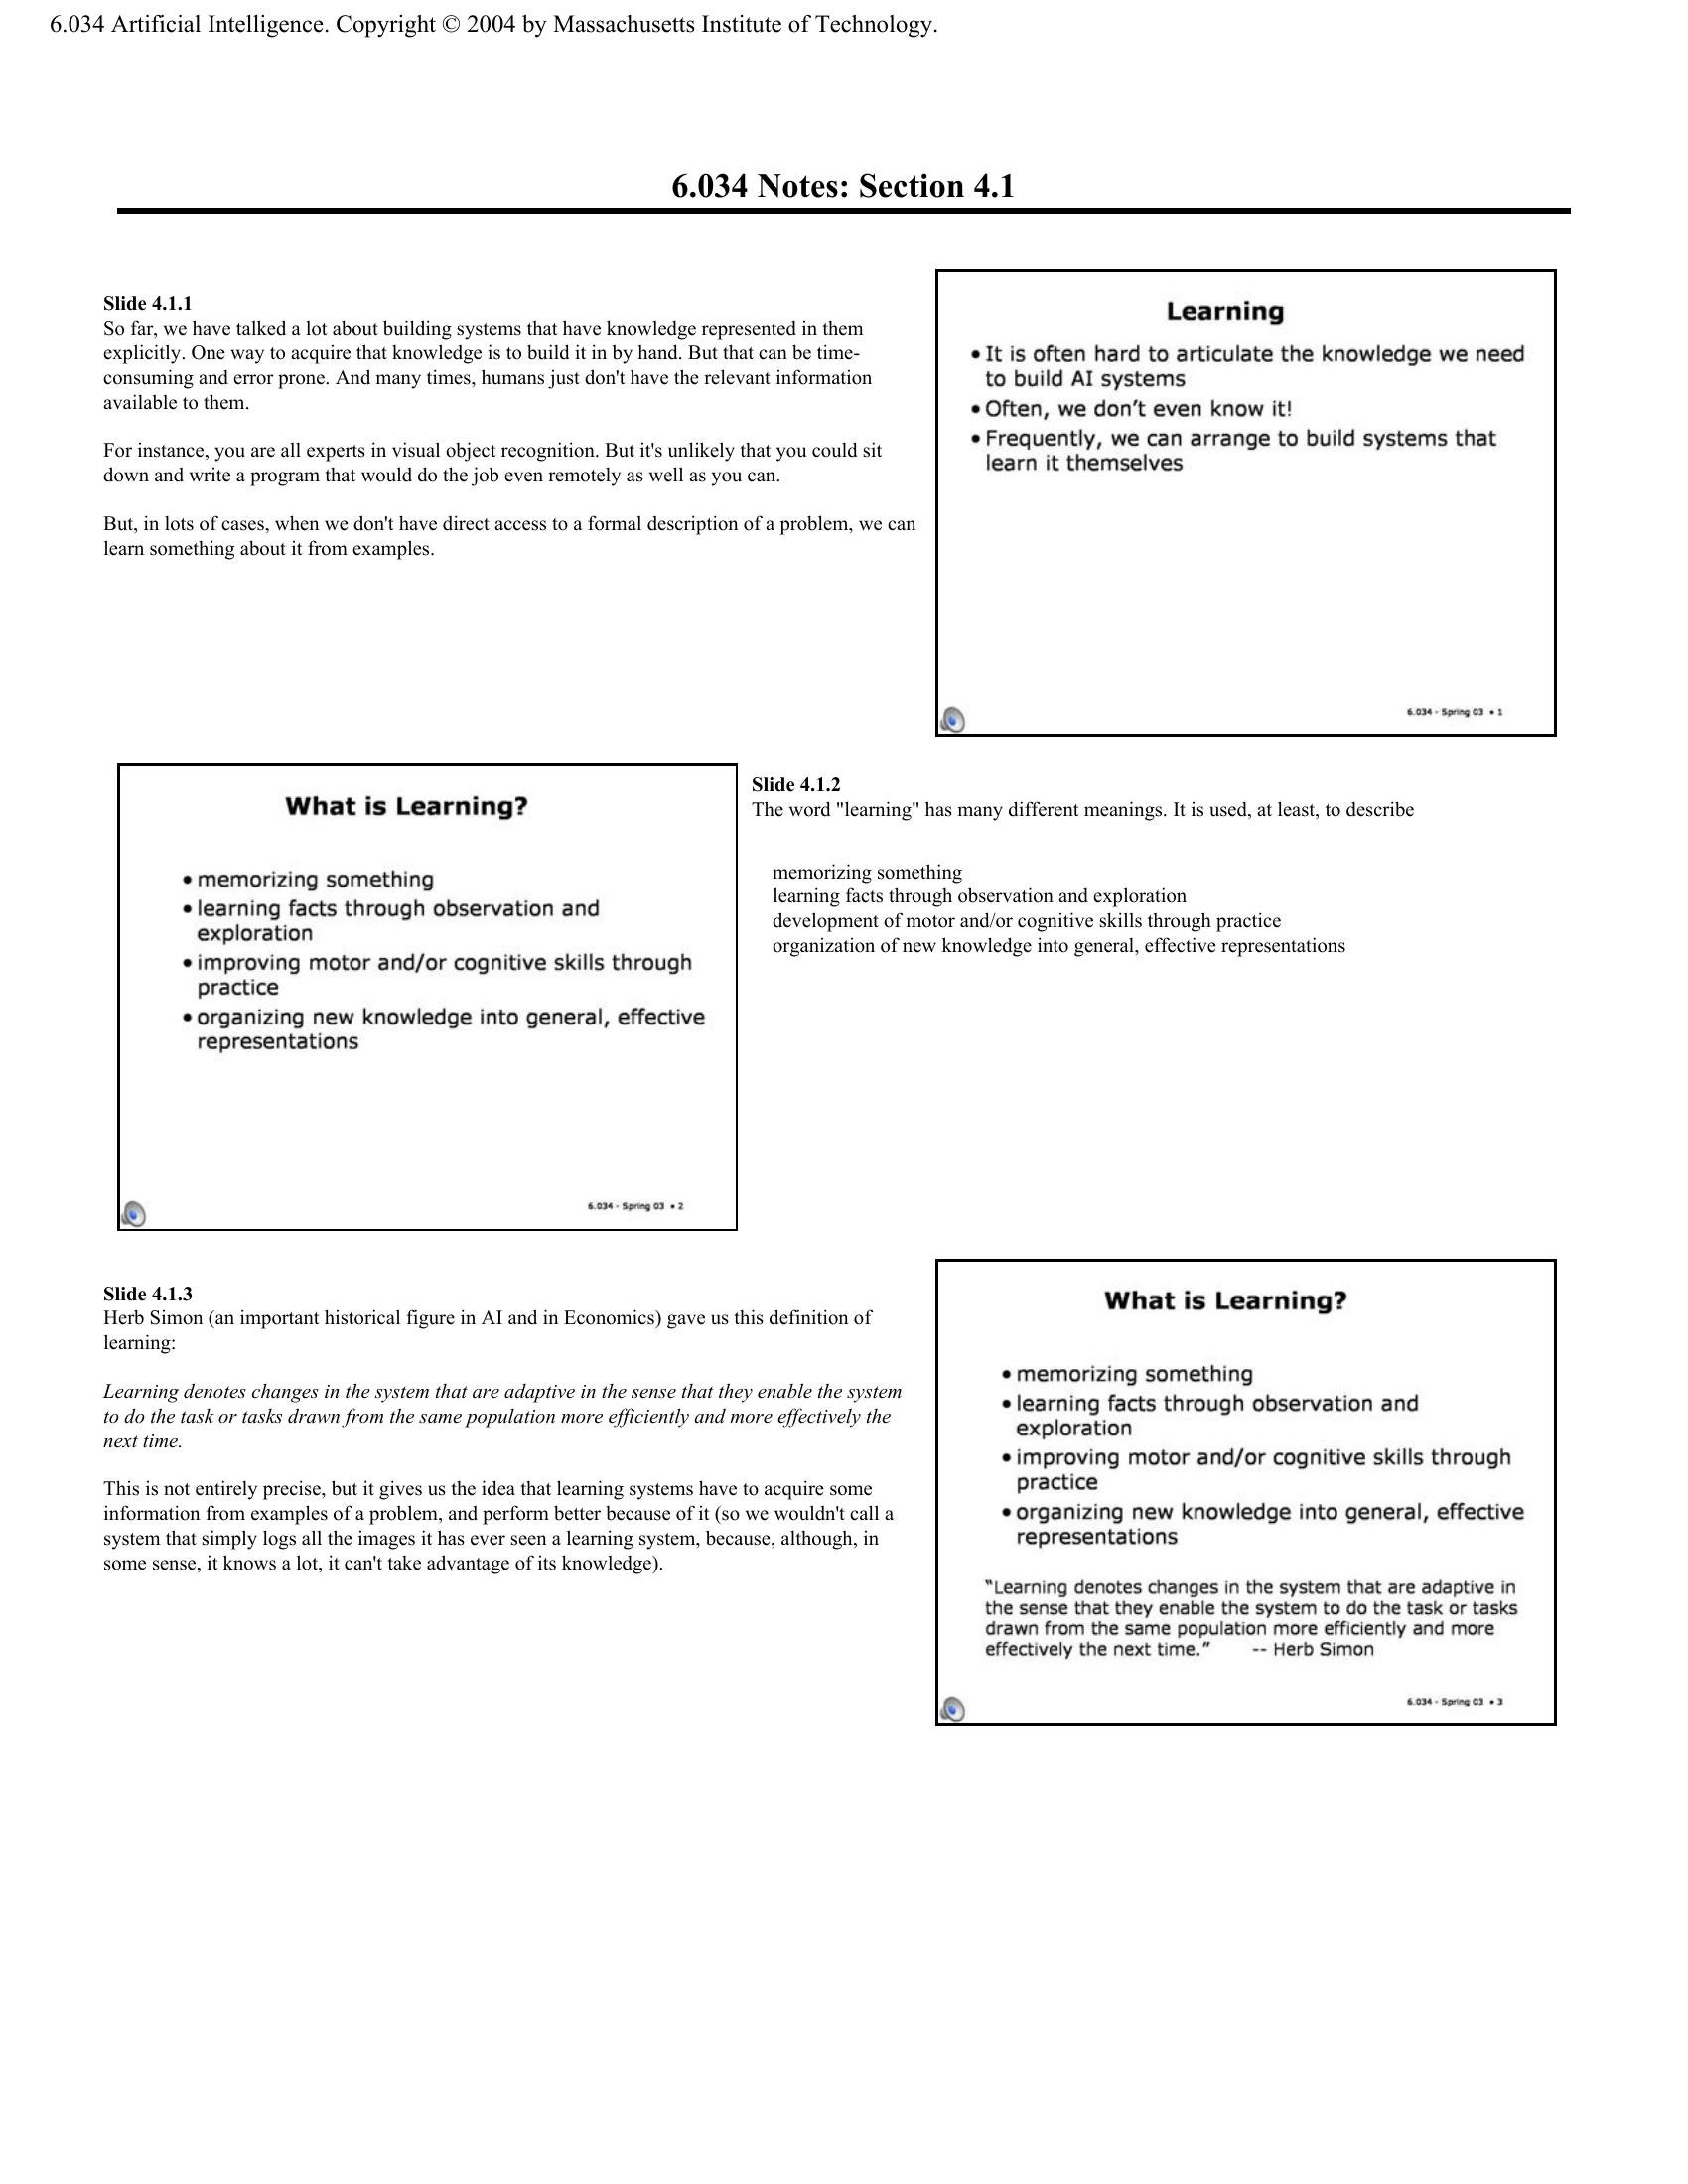 6.034 Artificial Intelligence. Copyright © 2004 by Massachusetts Institute of Technology.
6.034 Notes: Section 4.1
Slide 4.1.1
So far, we have talked a lot about building systems that have knowledge represented in them
explicitly. One way to acquire that knowledge is to build it in by hand. But that can be time-
consuming and error prone. And many times, humans just don't have the relevant information
available to them.
For instance, you are all experts in visual object recognition. But it's unlikely that you could sit
down and write a program that would do the job even remotely as well as you can.
But, in lots of cases, when we don't have direct access to a formal description of a problem, we can
learn something about it from examples.
Learning
• It is often hard to articulate the knowledge we need
to build AI systems
• Often, we don’t even know it!
• Frequently, we can arrange to build systems that
learn it themselves
6.034 - Spring 03 • 1
What is Learning?
• memorizing something
• learning facts through observation and
exploration
• improving motor and/or cognitive skills through
practice
• organizing new knowledge into general, effective
representations
6.034 - Spring 03 • 2
Slide 4.1.2
The word "learning" has many different meanings. It is used, at least, to describe
memorizing something
learning facts through observation and exploration
development of motor and/or cognitive skills through practice
organization of new knowledge into general, effective representations
Slide 4.1.3
Herb Simon (an important historical figure in AI and in Economics) gave us this definition of
learning:
Learning denotes changes in the system that are adaptive in the sense that they enable the system
to do the task or tasks drawn from the same population more efficiently and more effectively the
next time.
This is not entirely precise, but it gives us the idea that learning systems have to acquire some
information from examples of a problem, and perform better because of it (so we wouldn't call a
system that simply logs all the images it has ever seen a learning system, because, although, in
some sense, it knows a lot, it can't take advantage of its knowledge).
What is Learning?
• memorizing something
• learning facts through observation and
exploration
• improving motor and/or cognitive skills through
practice
• organizing new knowledge into general, effective
representations
“Learning denotes changes in the system that are adaptive in
the sense that they enable the system to do the task or tasks
drawn from the same population more efficiently and more
effectively the next time.” -- Herb Simon
6.034 - Spring 03 • 3